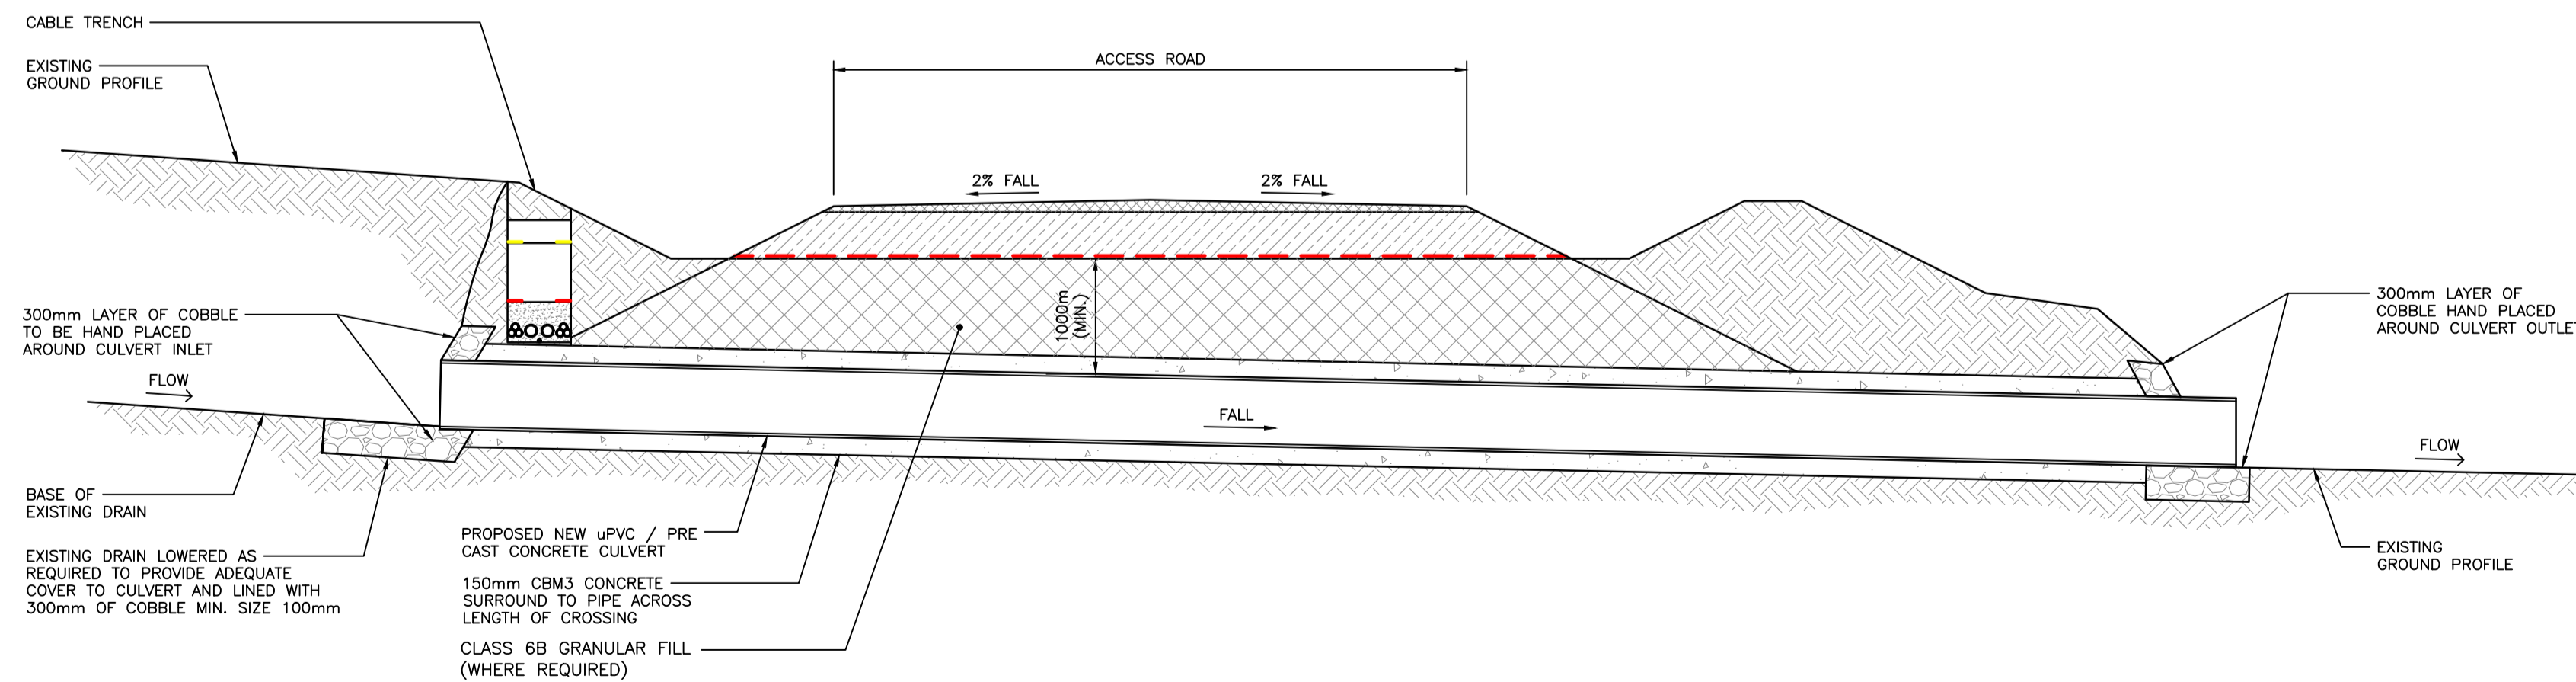 CABLE TRENCH
EXISTING
GROUND PROFILE
ACCESS ROAD
2% FALL
2% FALL
1000m
(MIN.)
300mm LAYER OF COBBLE
TO BE HAND PLACED
AROUND CULVERT INLET
300mm LAYER OF
COBBLE HAND PLACED
AROUND CULVERT OUTLET
FLOW
FALL
FLOW
BASE OF
EXISTING DRAIN
EXISTING DRAIN LOWERED AS
REQUIRED TO PROVIDE ADEQUATE
COVER TO CULVERT AND LINED WITH
300mm OF COBBLE MIN. SIZE 100mm
PROPOSED NEW uPVC / PRE
CAST CONCRETE CULVERT
150mm CBM3 CONCRETE
SURROUND TO PIPE ACROSS
LENGTH OF CROSSING
CLASS 6B GRANULAR FILL
(WHERE REQUIRED)
EXISTING
GROUND PROFILE